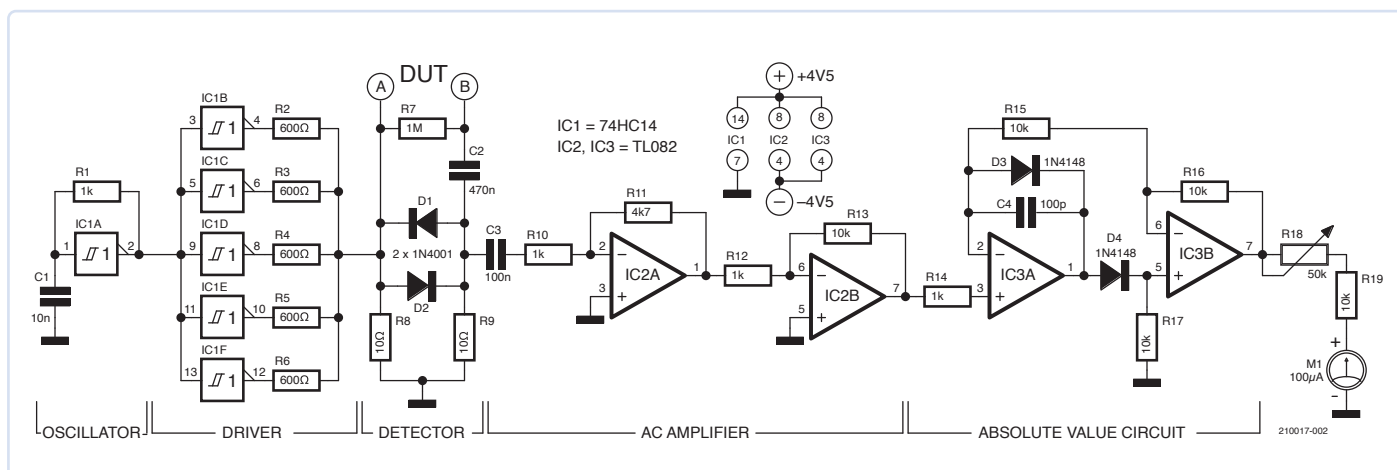 DUT
A
B
+
+4V5
IC1 = 74HC14
IC2, IC3 = TL082
14
8
8
IC1
IC2
IC3
7
4
4
−
−4V5
R1
1k
IC1A
1
1
2
C1
10n
IC1B
3
1
4
R2
600Ω
IC1C
5
1
6
R3
600Ω
IC1D
9
1
8
R4
600Ω
IC1E
11
1
10
R5
600Ω
IC1F
13
1
12
R6
600Ω
R7
1M
C2
470n
D1
2 x 1N4001
D2
R8
10Ω
R9
10Ω
C3
100n
R10
1k
R11
4k7
2
−
IC2A
1
3
+
R12
1k
R13
10k
6
−
IC2B
7
5
+
R14
1k
R15
10k
D3
1N4148
C4
100p
2
−
IC3A
1
3
+
D4
1N4148
R16
10k
6
−
IC3B
7
5
+
R17
10k
R18
50k
R19
10k
+
M1
100µA
-
OSCILLATOR
DRIVER
DETECTOR
AC AMPLIFIER
ABSOLUTE VALUE CIRCUIT
210017-002